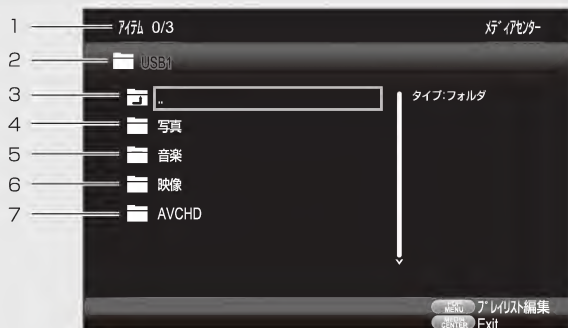 1 アイテム 0/3 メディアセンター
2 USB1
3 ..
タイプ:フォルダ
4 写真
5 音楽
6 映像
7 AVCHD
MENU プレイリスト編集
CENTER Exit